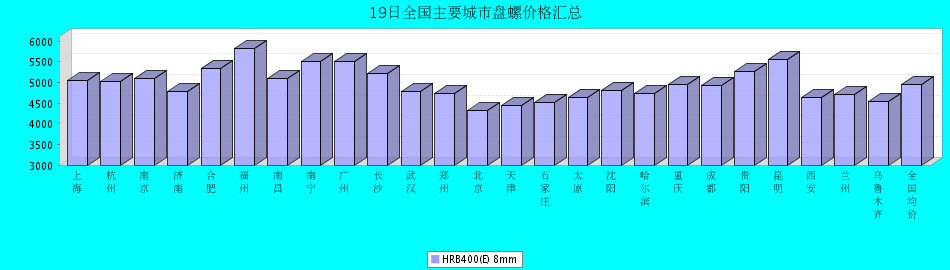 19日全国主要城市盘螺价格汇总
6000
5500
5000
4500
4000
3500
3000
上海
杭州
南京
济南
合肥
福州
南昌
南宁
广州
长沙
武汉
郑州
北京
天津
石家庄
太原
沈阳
哈尔滨
重庆
成都
贵阳
昆明
西安
兰州
乌鲁木齐
全国均价
HRB400(E) 8mm